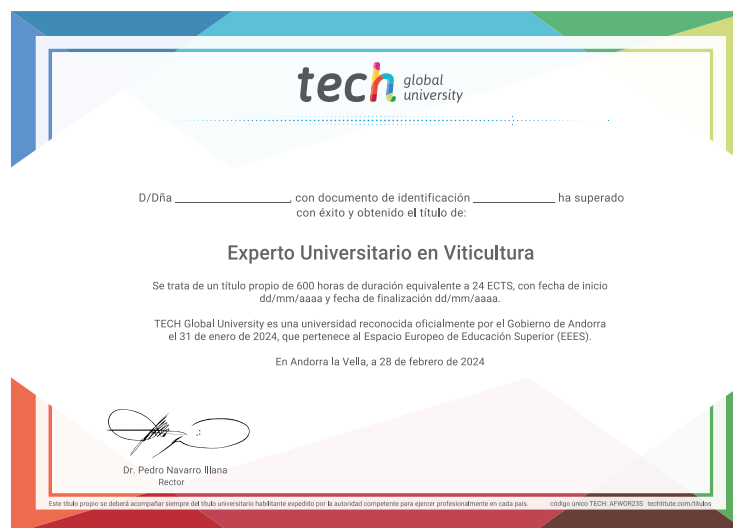 tech global university
D/Dña ____________________, con documento de identificación ______________ ha superado
con éxito y obtenido el título de:
Experto Universitario en Viticultura
Se trata de un título propio de 600 horas de duración equivalente a 24 ECTS, con fecha de inicio
dd/mm/aaaa y fecha de finalización dd/mm/aaaa.
TECH Global University es una universidad reconocida oficialmente por el Gobierno de Andorra
el 31 de enero de 2024, que pertenece al Espacio Europeo de Educación Superior (EEES).
En Andorra la Vella, a 28 de febrero de 2024
Dr. Pedro Navarro Illana
Rector
Este título propio se deberá acompañar siempre del título universitario habilitante expedido por la autoridad competente para ejercer profesionalmente en cada país. código único TECH: AFWOR23S techtitute.com/titulos